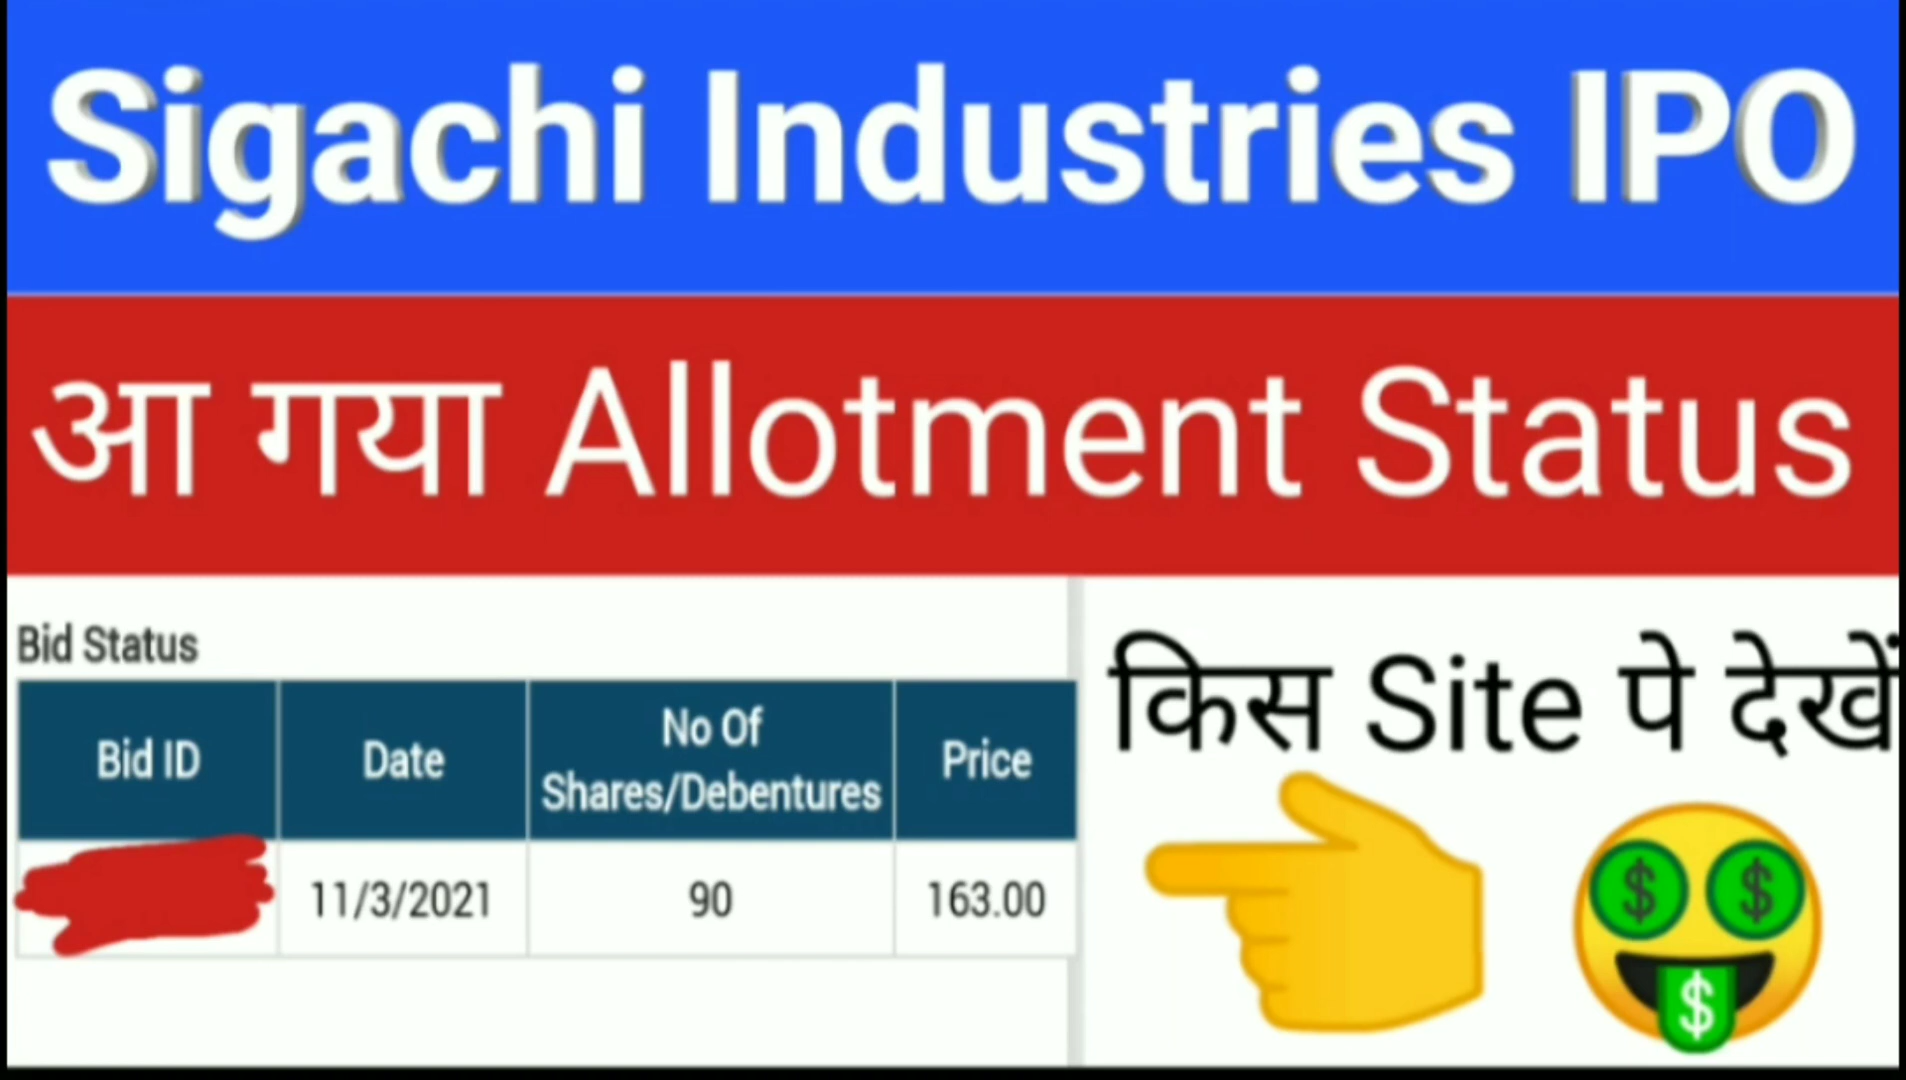 Sigachi Industries IPO
आ गया Allotment Status
Bid Status
Bid ID
Date
No Of
Shares/Debentures
Price
11/3/2021
90
163.00
किस Site पे देखें
$ $
$